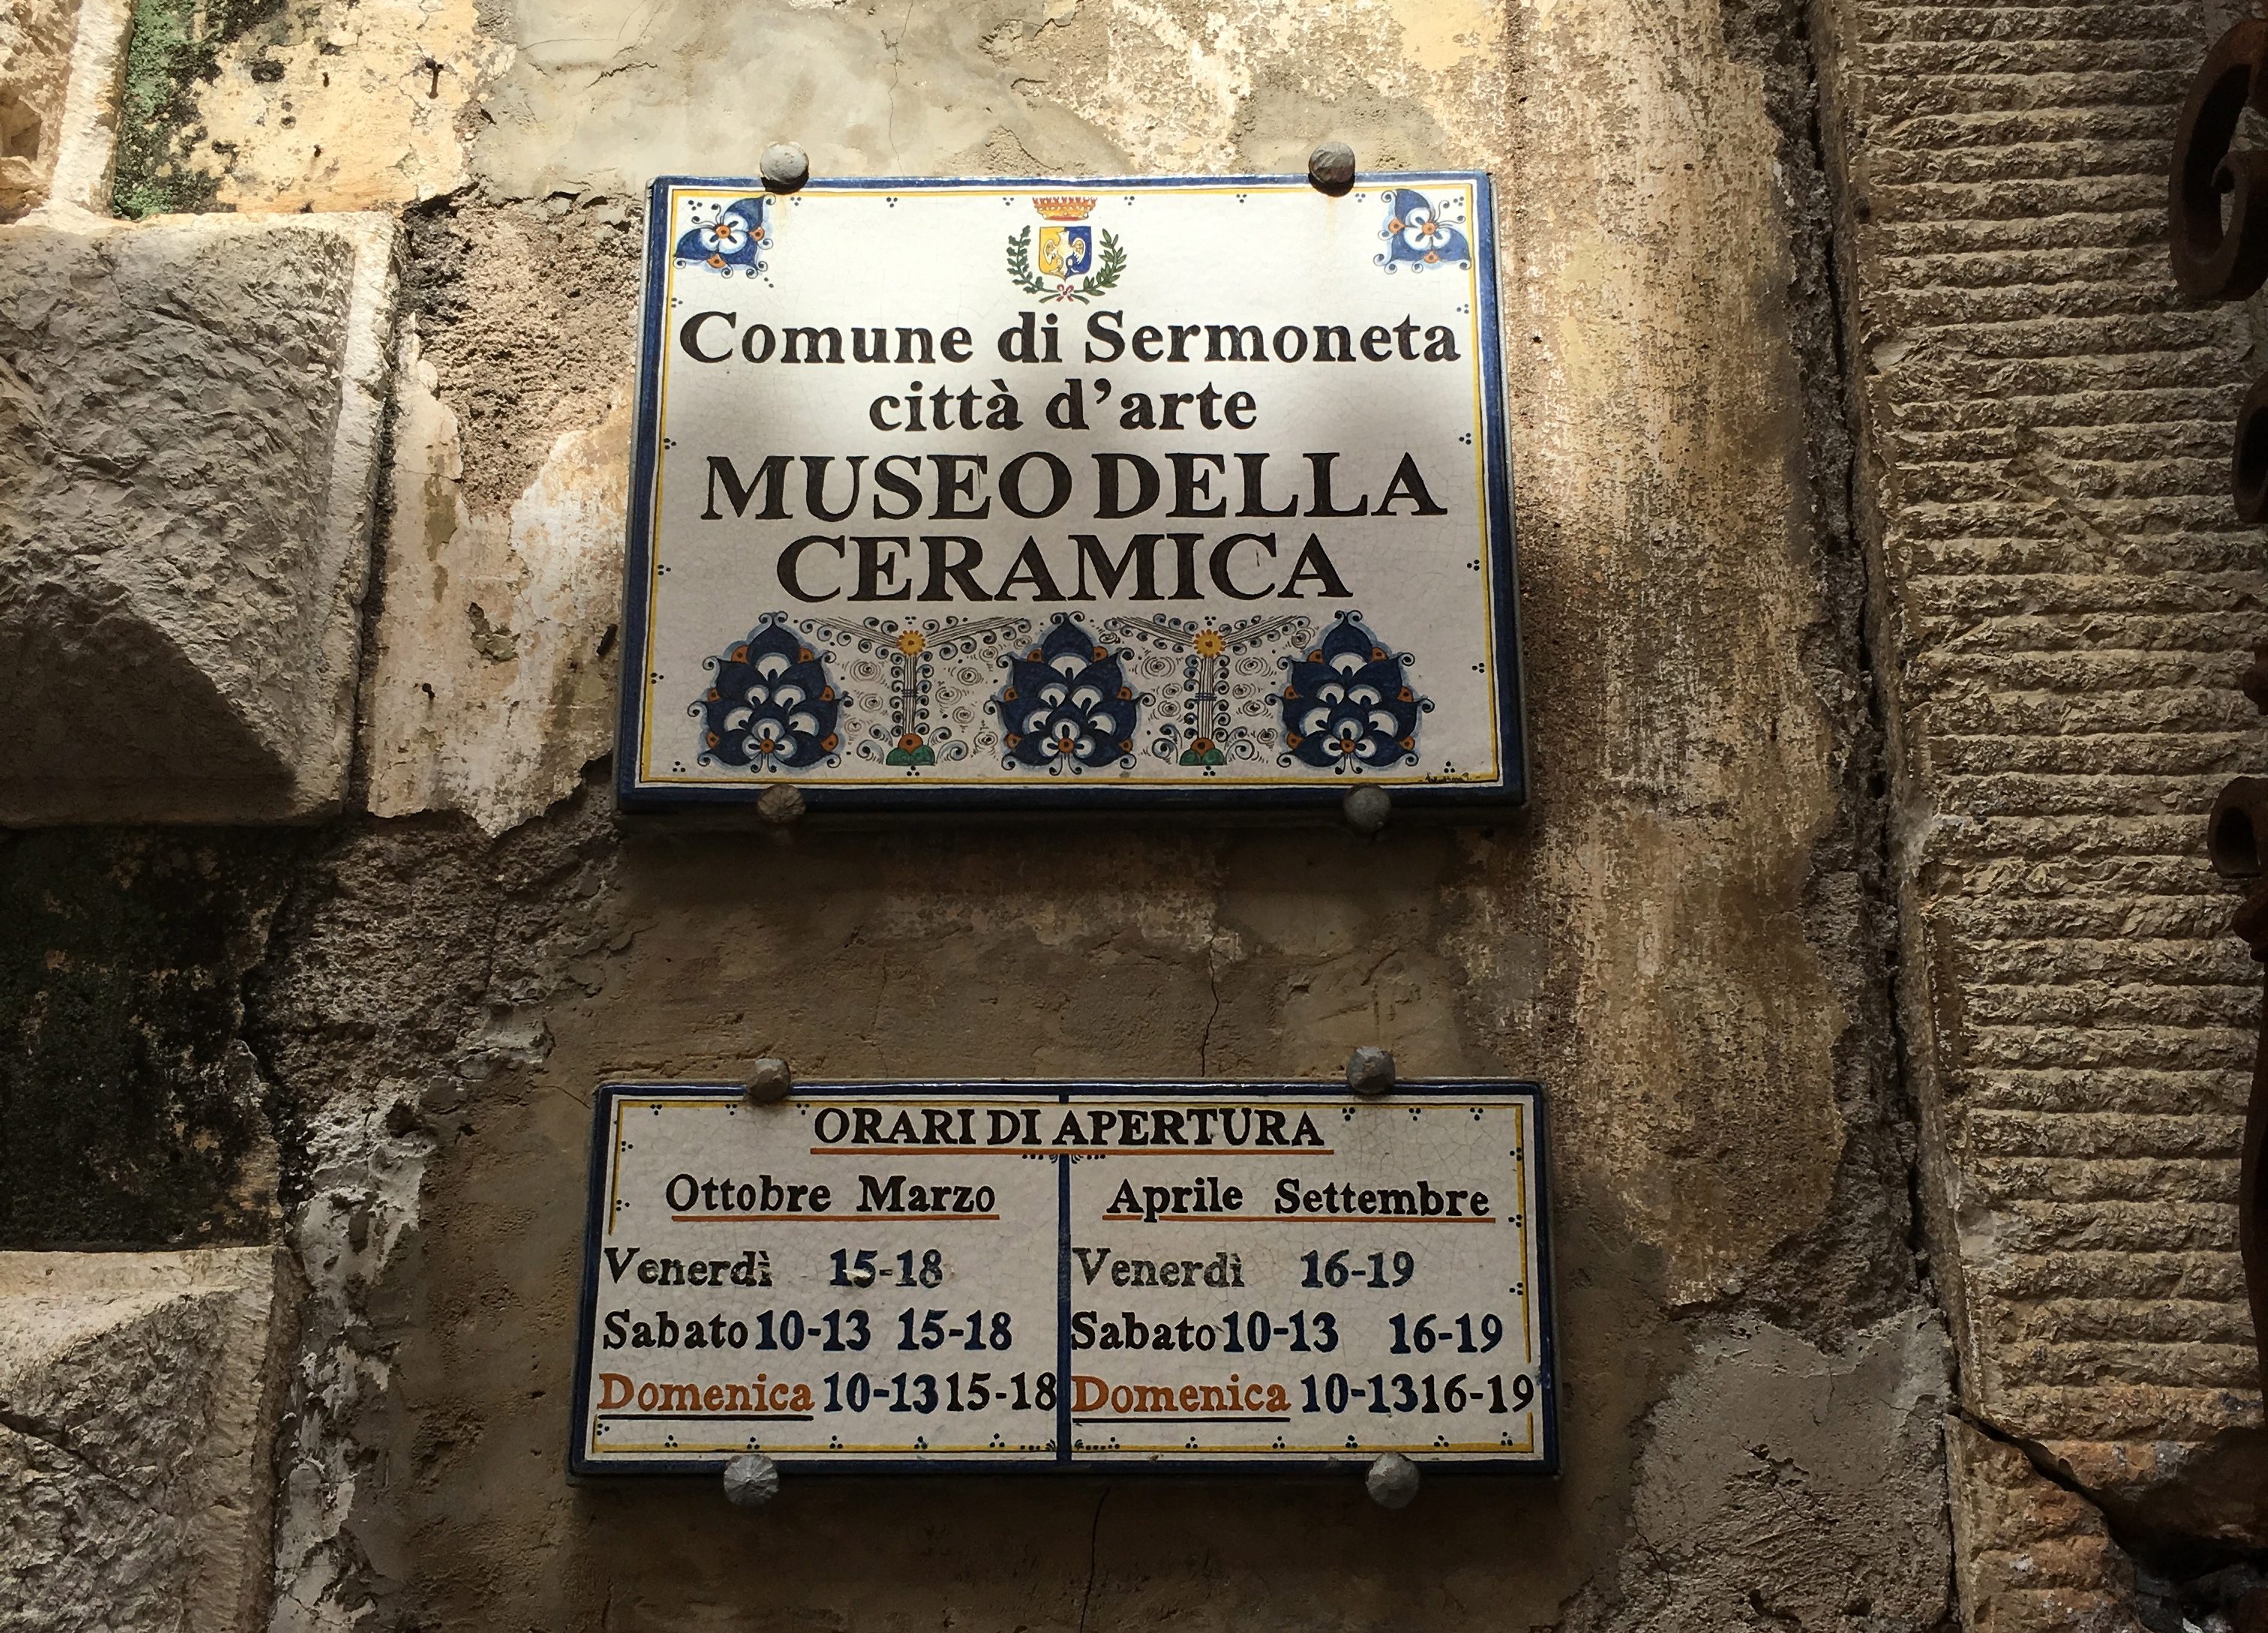 Comune di Sermoneta
città d'arte
MUSEO DELLA
CERAMICA
ORARI DI APERTURA
Ottobre Marzo
Venerdì 15-18
Sabato 10-13 15-18
Domenica 10-13 15-18
Aprile Settembre
Venerdì 16-19
Sabato 10-13 16-19
Domenica 10-13 16-19